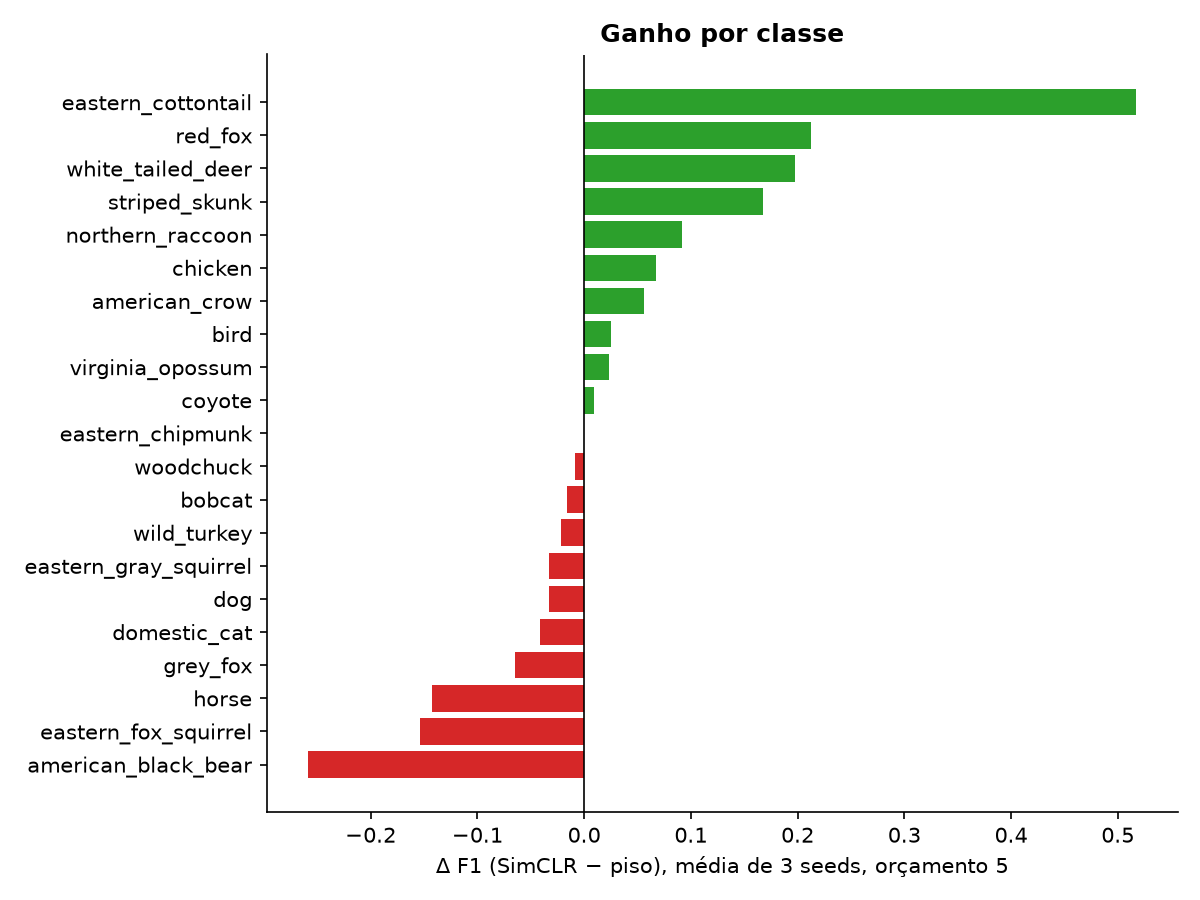 Ganho por classe
eastern_cottontail
red_fox
white_tailed_deer
striped_skunk
northern_raccoon
chicken
american_crow
bird
virginia_opossum
coyote
eastern_chipmunk
woodchuck
bobcat
wild_turkey
eastern_gray_squirrel
dog
domestic_cat
grey_fox
horse
eastern_fox_squirrel
american_black_bear
−0.2 −0.1 0.0 0.1 0.2 0.3 0.4 0.5
Δ F1 (SimCLR − piso), média de 3 seeds, orçamento 5